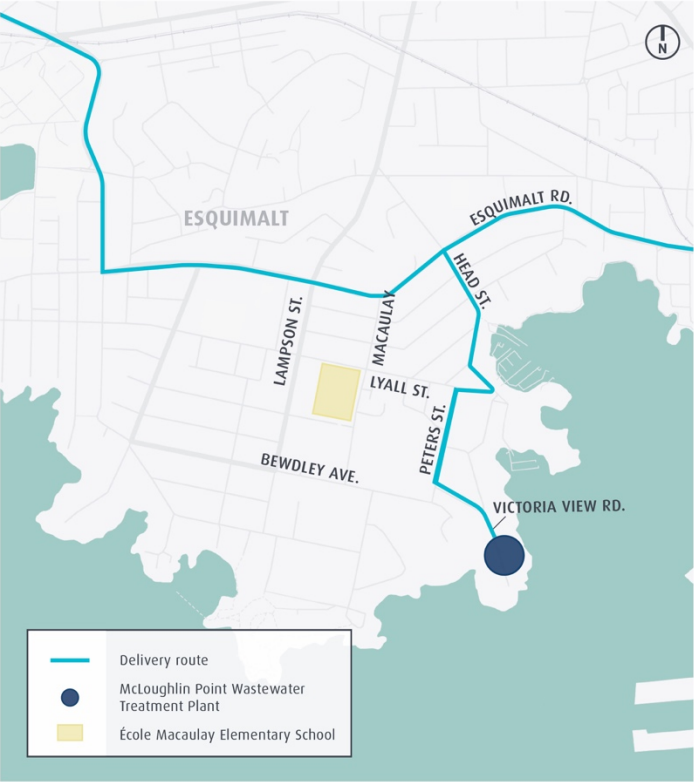 N
ESQUIMALT
ESQUIMALT RD.
HEAD ST.
LAMPSON ST.
MACAULAY
LYALL ST.
PETERS ST.
BEWDLEY AVE.
VICTORIA VIEW RD.
Delivery route
McLoughlin Point Wastewater
Treatment Plant
École Macaulay Elementary School